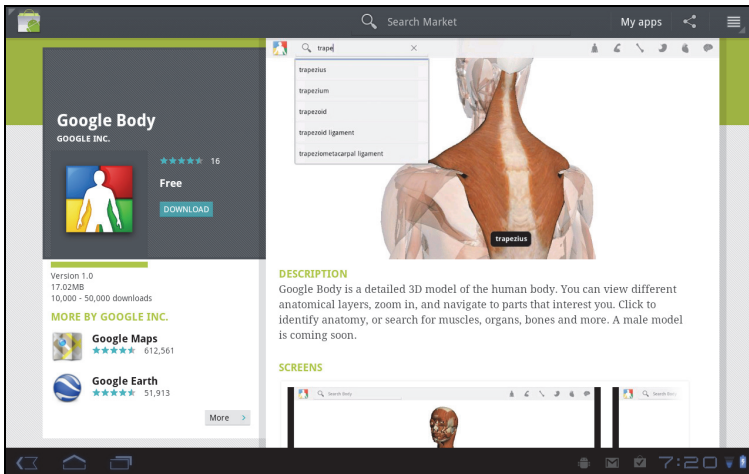 Search Market
My apps
trape
trapezius
trapezium
trapezoid
trapezoid ligament
trapeziometacarpal ligament
trapezius
Google Body
GOOGLE INC.
16
Free
DOWNLOAD
Version 1.0
17.02MB
10,000 - 50,000 downloads
MORE BY GOOGLE INC.
Google Maps
612,561
Google Earth
51,913
More
DESCRIPTION
Google Body is a detailed 3D model of the human body. You can view different
anatomical layers, zoom in, and navigate to parts that interest you. Click to
identify anatomy, or search for muscles, organs, bones and more. A male model
is coming soon.
SCREENS
Search Body
Search Body
7:20